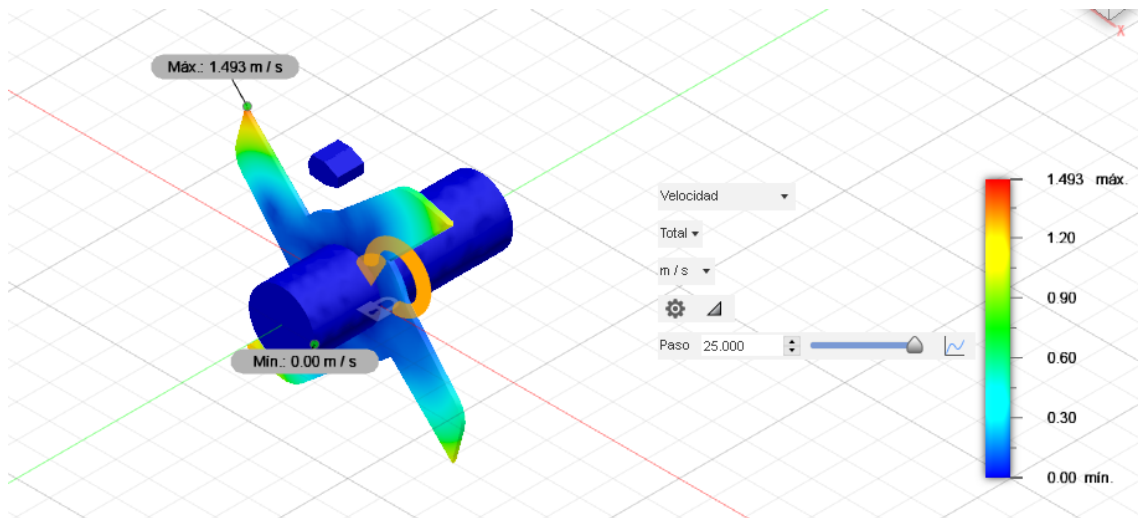 X
Máx.: 1.493 m / s
Mín.: 0.00 m / s
Velocidad
Total
m / s
Paso 25.000
1.493 máx.
1.20
0.90
0.60
0.30
0.00 mín.